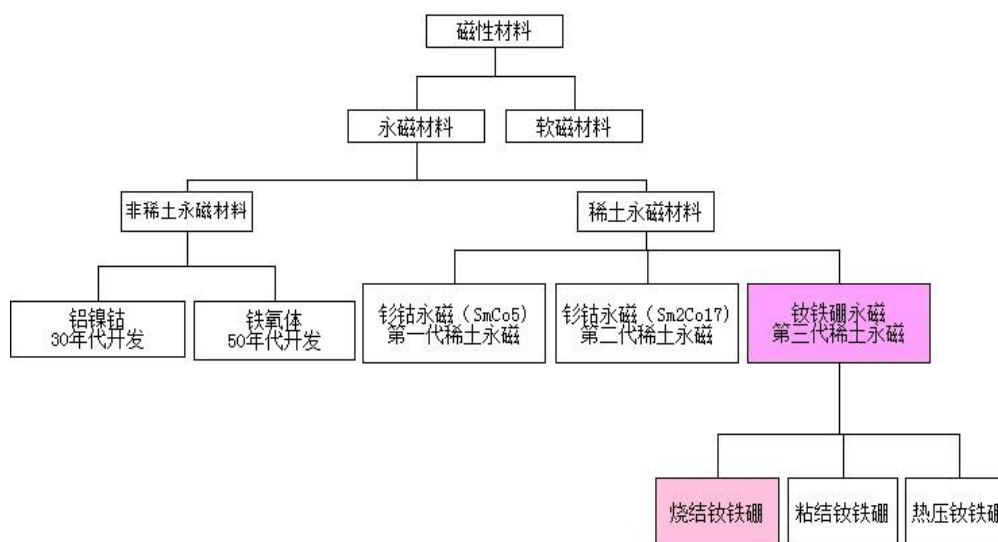 磁性材料
永磁材料
软磁材料
非稀土永磁材料
稀土永磁材料
铝镍钴
30年代开发
铁氧体
50年代开发
钐钴永磁（SmCo5）
第一代稀土永磁
钐钴永磁（Sm2Co17）
第二代稀土永磁
钕铁硼永磁
第三代稀土永磁
烧结钕铁硼
粘结钕铁硼
热压钕铁硼